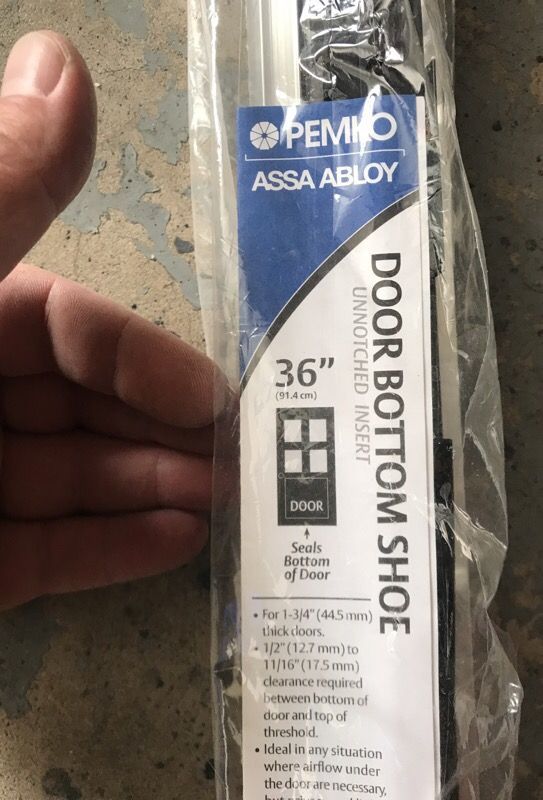 PEMKO
ASSA ABLOY
DOOR BOTTOM SHOE
UNNOTCHED INSERT
36”
(91.4 cm)
DOOR
Seals
Bottom
of Door
• For 1-3/4” (44.5 mm)
thick doors.
• 1/2” (12.7 mm) to
11/16” (17.5 mm)
clearance required
between bottom of
door and top of
threshold.
• Ideal in any situation
where airflow under
the door are necessary,